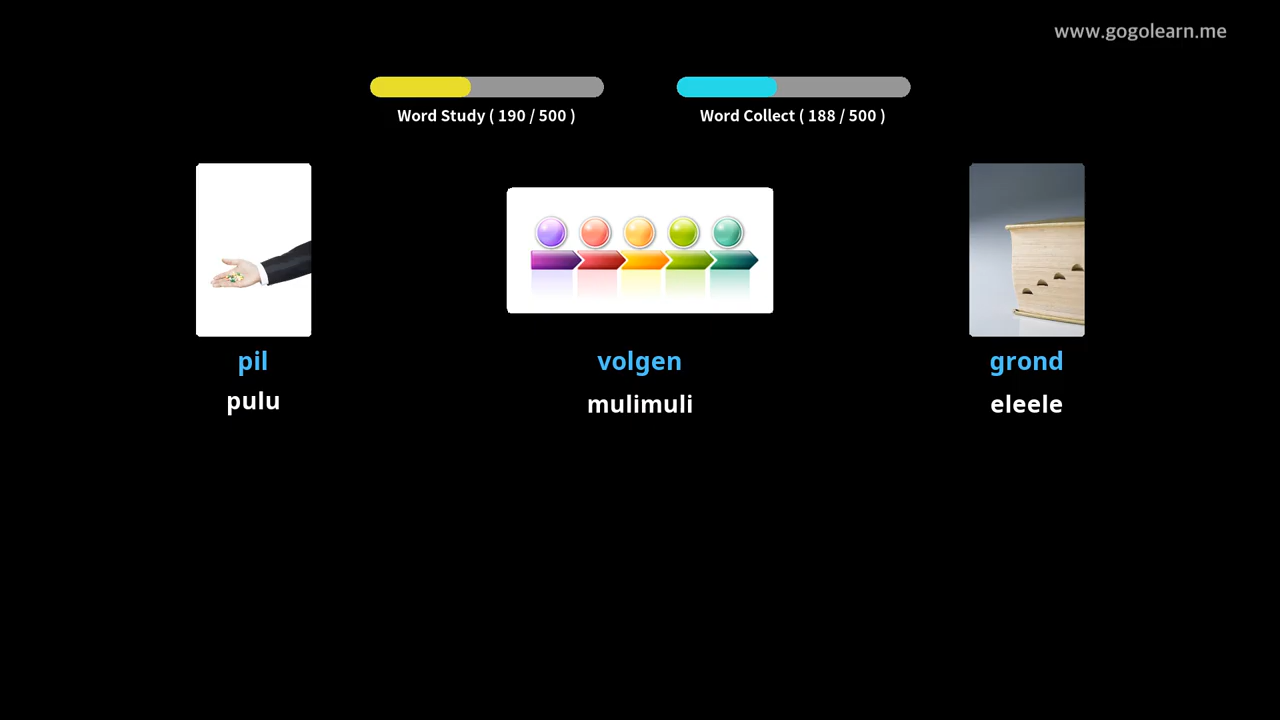 www.gogolearn.me
Word Study ( 190 / 500 )
Word Collect ( 188 / 500 )
pil
pulu
volgen
mulimuli
grond
eleele